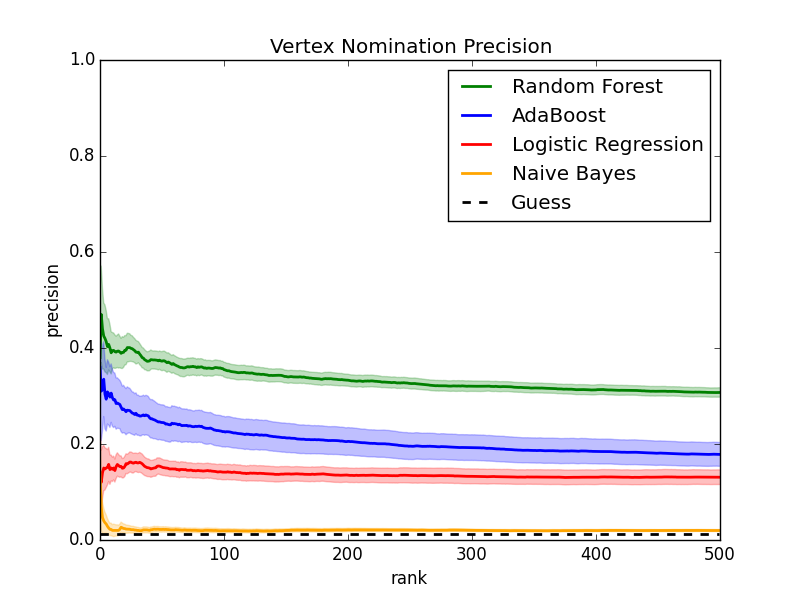 Vertex Nomination Precision
1.0
0.8
0.6
0.4
0.2
0.0
precision
Random Forest
AdaBoost
Logistic Regression
Naive Bayes
Guess
0 100 200 300 400 500
rank